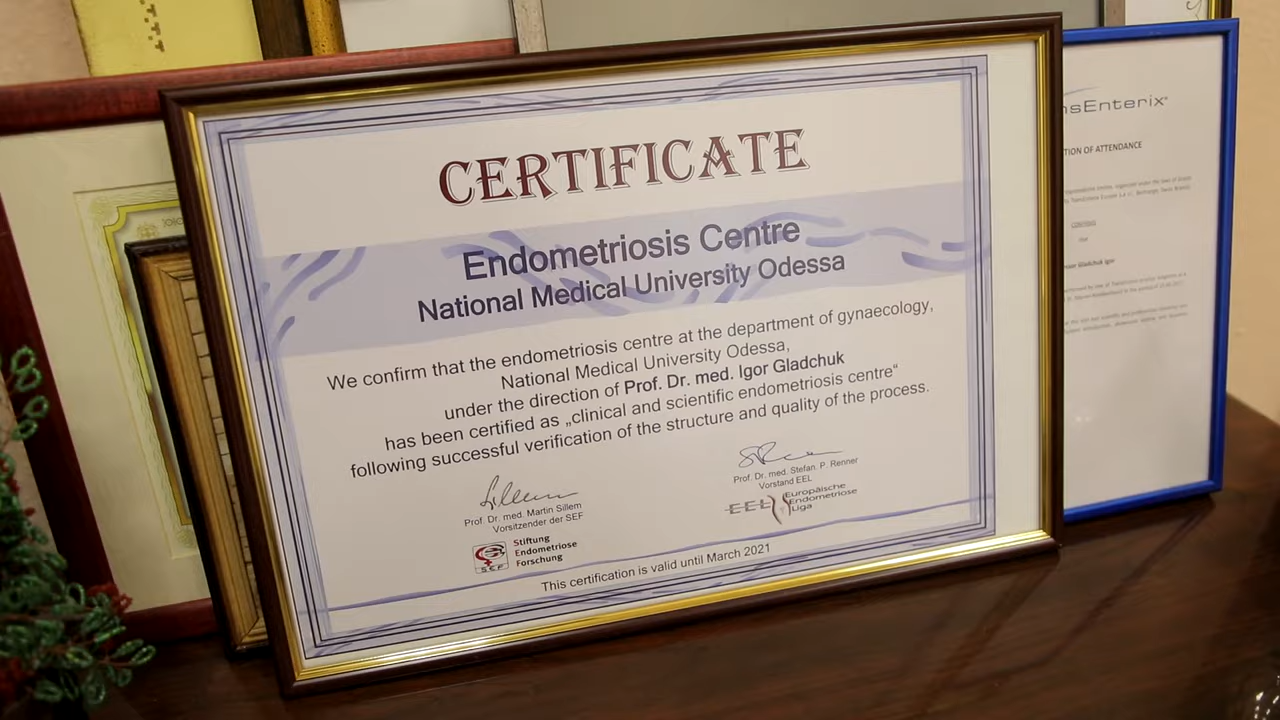 CERTIFICATE
Endometriosis Centre
National Medical University Odessa
We confirm that the endometriosis centre at the department of gynaecology,
National Medical University Odessa,
under the direction of Prof. Dr. med. Igor Gladchuk
has been certified as „clinical and scientific endometriosis centre“
following successful verification of the structure and quality of the process.
Prof. Dr. med. Martin Sillem
Vorsitzender der SEF
SEF
Stiftung
Endometriose
Forschung
Prof. Dr. med. Stefan. P. Renner
Vorstand EEL
EEL
Europäische
Endometriose
Liga
This certification is valid until March 2021
nsEnterix
TION OF ATTENDANCE
Gladchuk Igor